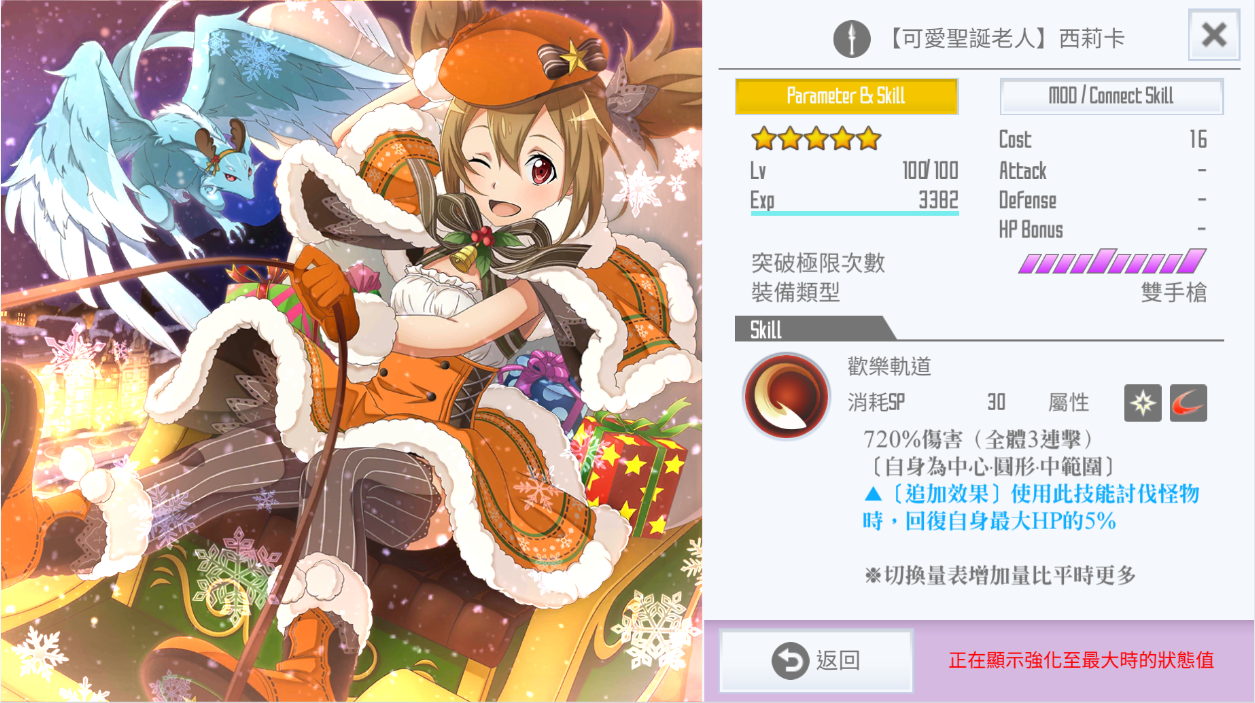 【可愛聖誕老人】西莉卡
Parameter & Skill
MOD / Connect Skill
Cost 16
Lv 100/100
Attack -
Exp 3382
Defense -
HP Bonus -
突破極限次數
裝備類型 雙手槍
Skill
歡樂軌道
消耗SP 30 屬性
720%傷害（全體3連擊）
〔自身為中心·圓形·中範圍〕
▲〔追加效果〕使用此技能討伐怪物
時，回復自身最大HP的5%
※切換量表增加量比平時更多
返回
正在顯示強化至最大時的狀態值